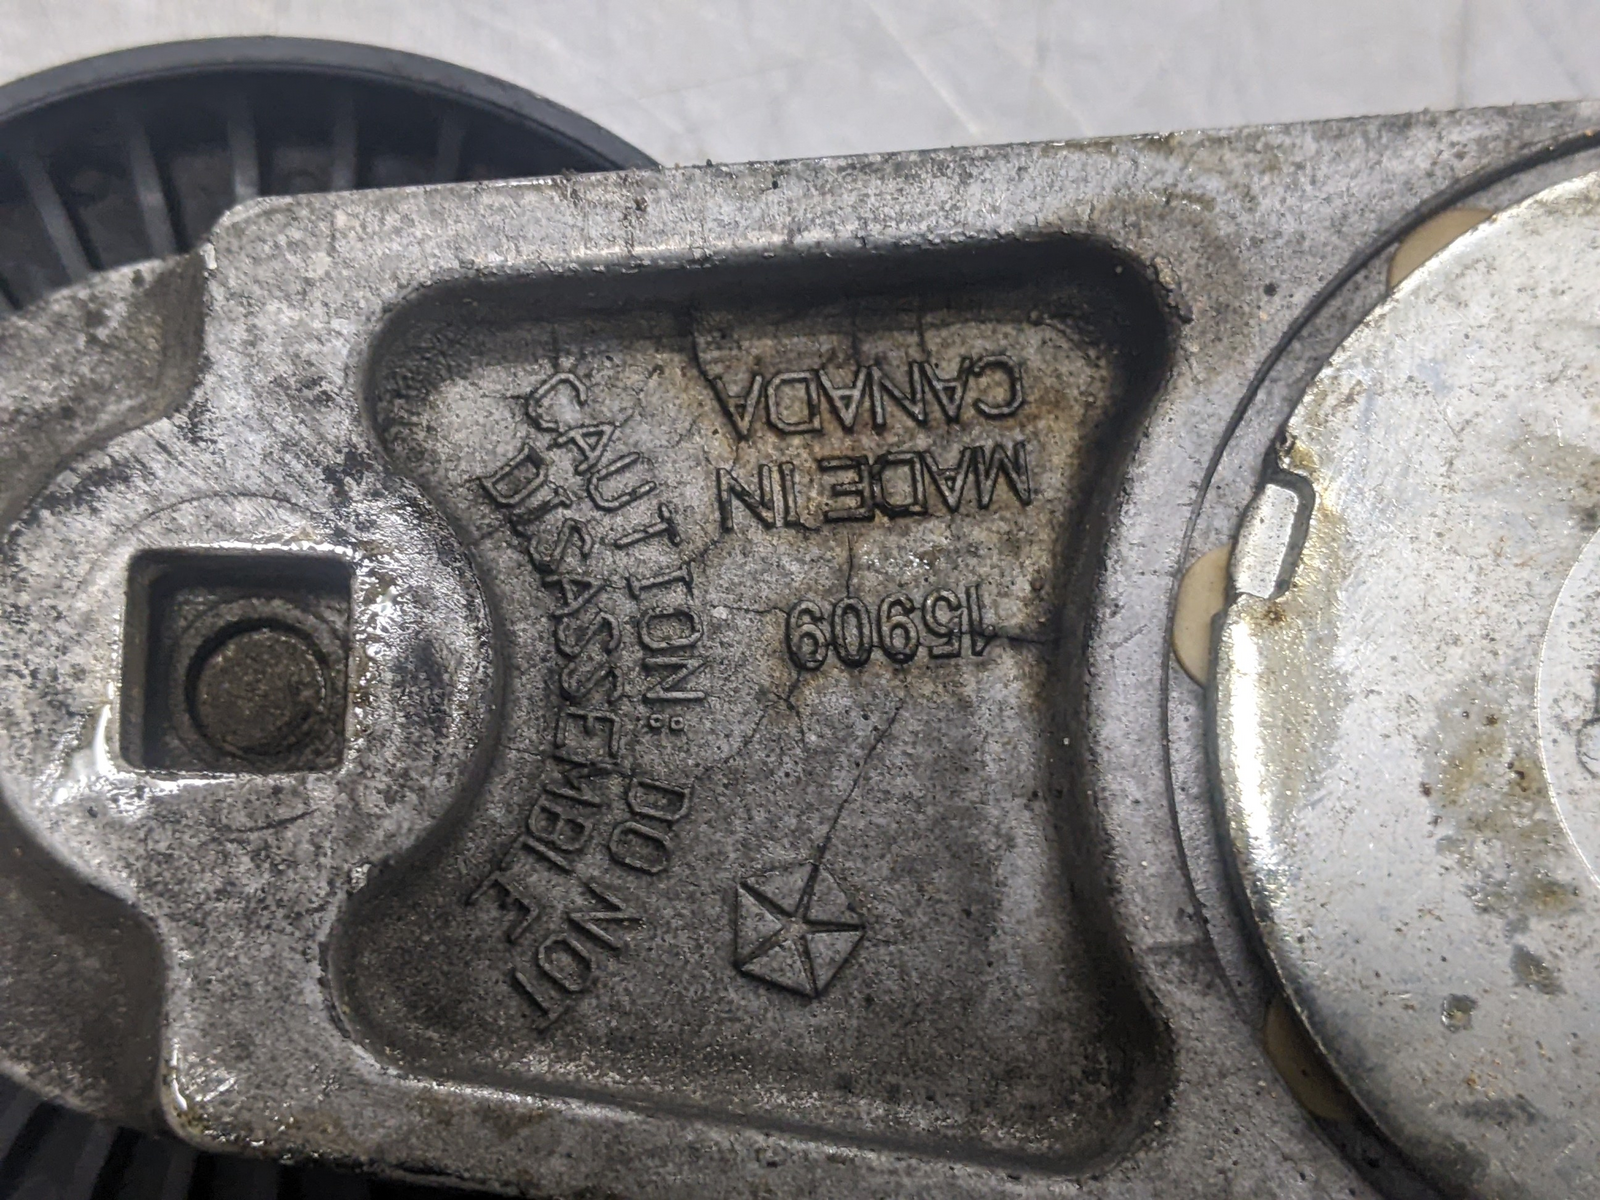 CAUTION: DO NOT
DISASSEMBLE
15909
MADE IN
CANADA